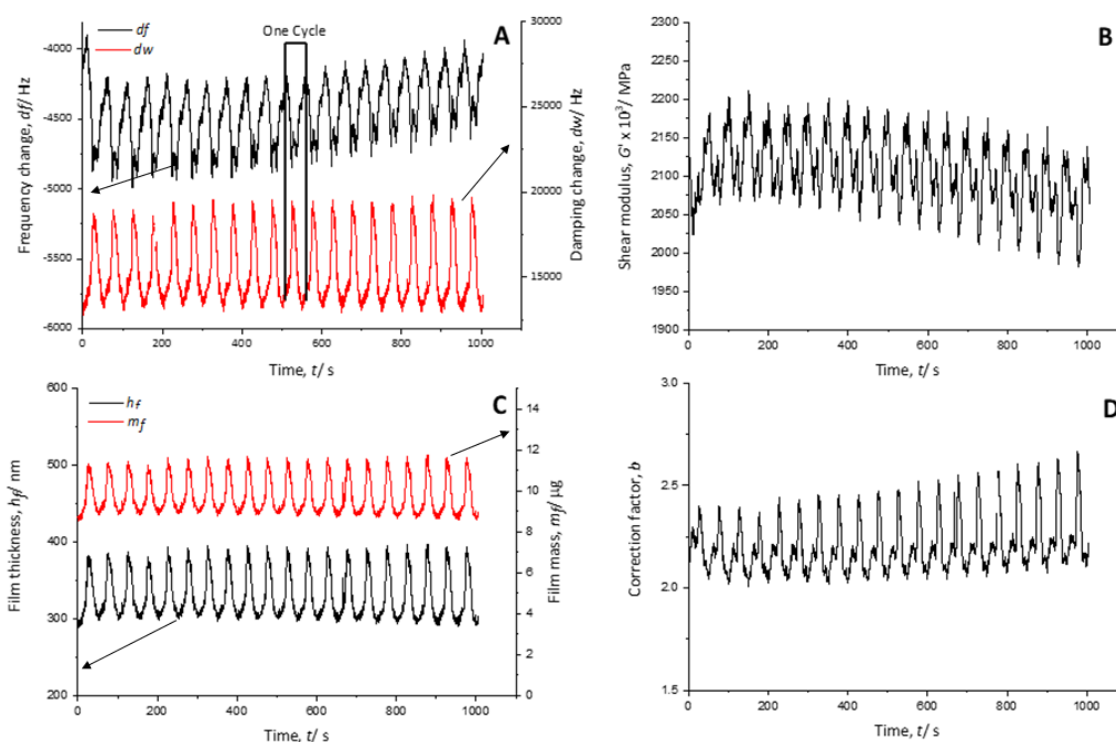 A
df
dw
One Cycle
Frequency change, df/ Hz
-4000
-4500
-5000
-5500
-6000
Damping change, dw/ Hz
30000
25000
20000
15000
0 200 400 600 800 1000
Time, t/ s
B
Shear modulus, G' x 10³/ MPa
2300
2250
2200
2150
2100
2050
2000
1950
1900
0 200 400 600 800 1000
Time, t/ s
C
hf
mf
Film thickness, hf/ nm
600
500
400
300
200
Film mass, mf/ µg
14
12
10
8
6
4
2
0
0 200 400 600 800 1000
Time, t/ s
D
Correction factor, b
3.0
2.5
2.0
1.5
0 200 400 600 800 1000
Time, t/ s